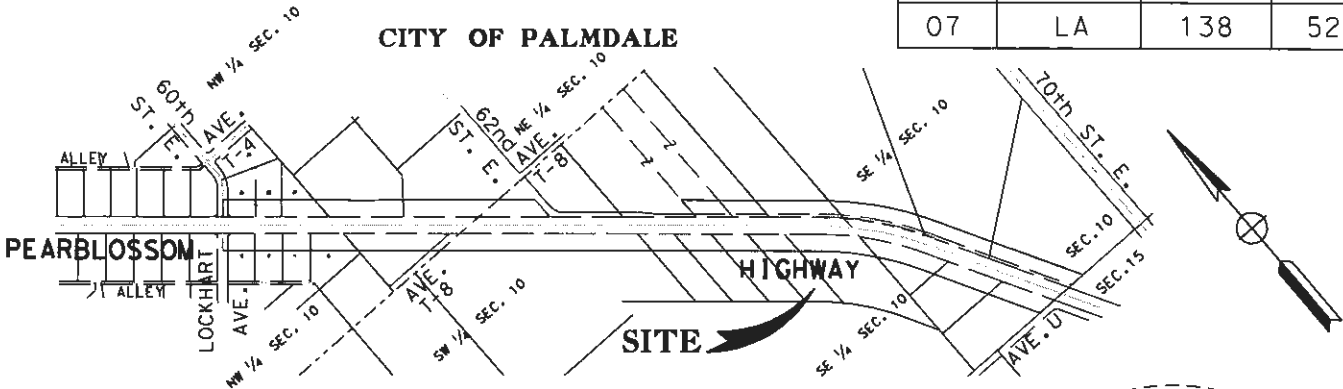 CITY OF PALMDALE
07 LA 138 52
NW 1/4 SEC. 10
60th ST. E.
AVE. T-4
62nd ST. E.
NE 1/4 SEC. 10
AVE. T-8
SE 1/4 SEC. 10
70th ST. E.
ALLEY
PEARBLOSSOM
HIGHWAY
ALLEY
LOCKHART AVE.
NW 1/4 SEC. 10
AVE. T-8
SW 1/4 SEC. 10
SITE
SE 1/4 SEC. 10
SEC. 10
SEC. 15
AVE. U